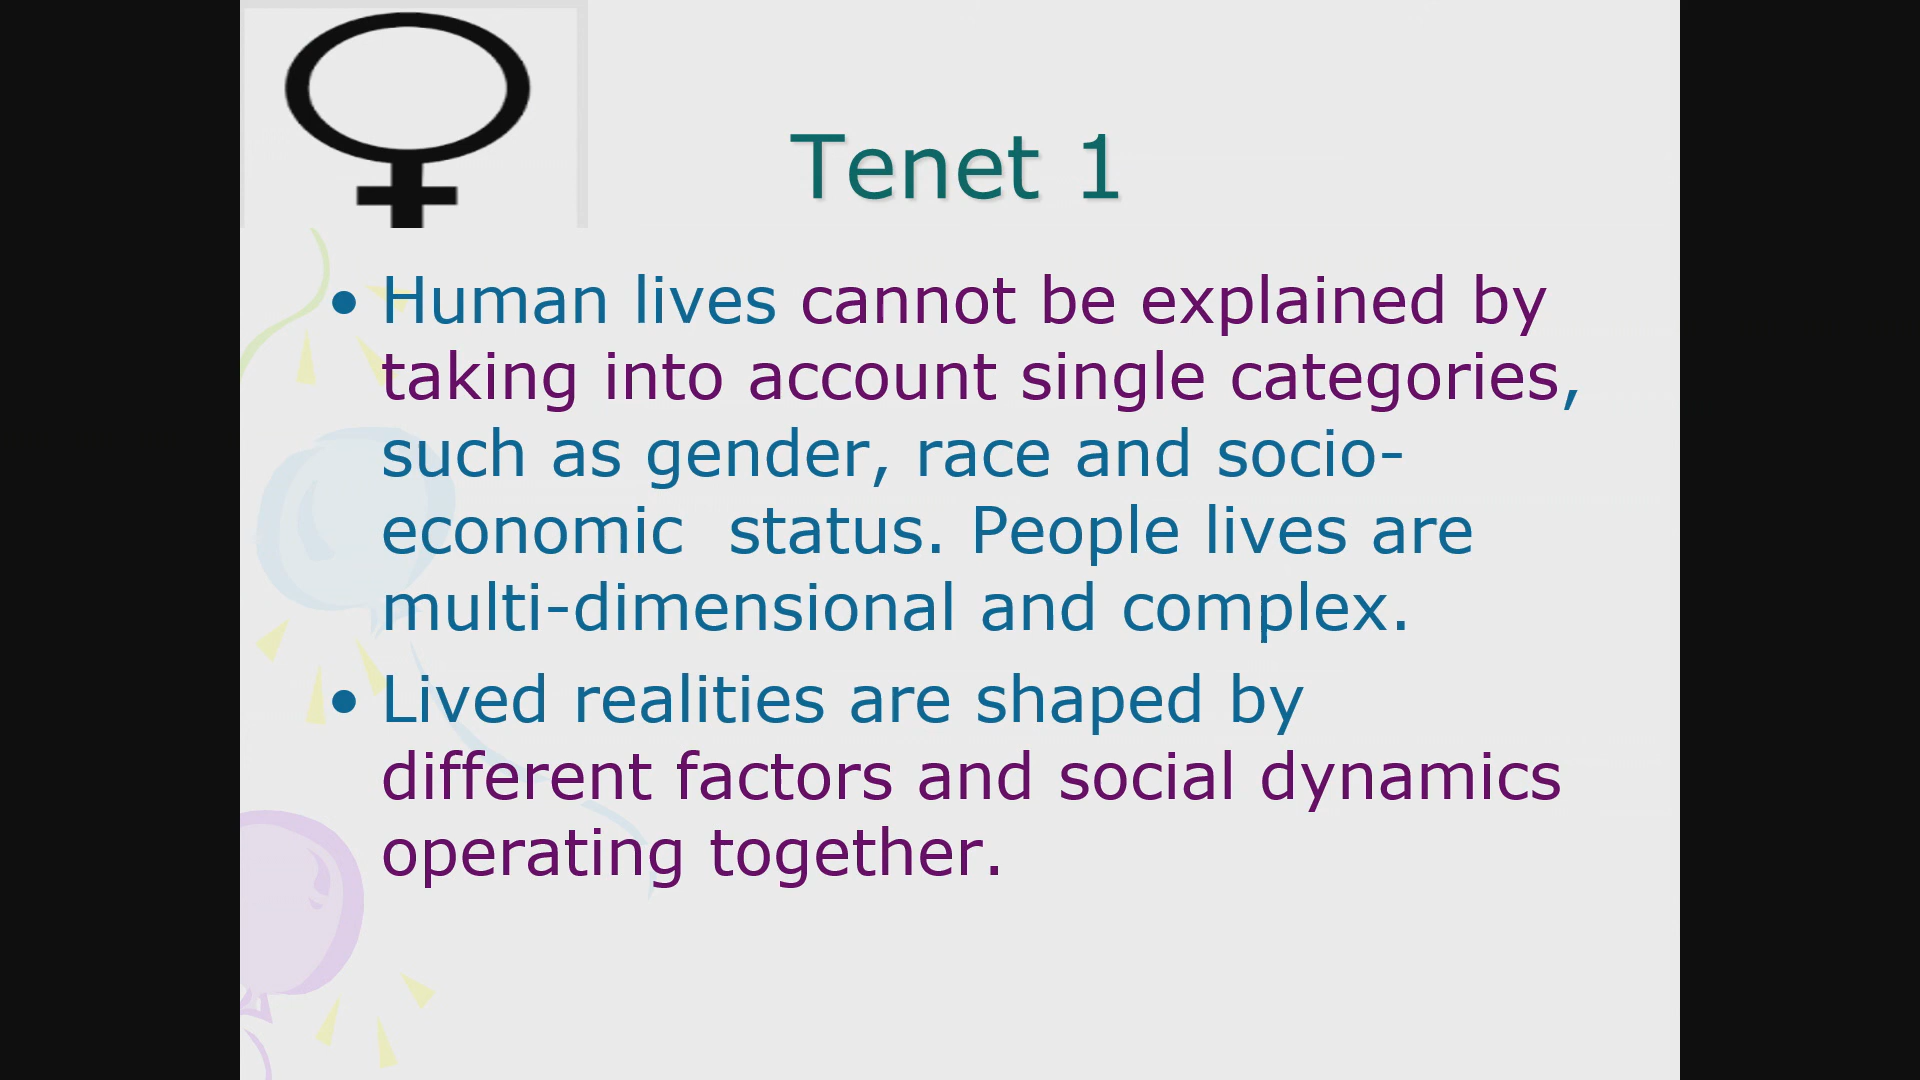 Tenet 1
• Human lives cannot be explained by
taking into account single categories,
such as gender, race and socio-
economic  status. People lives are
multi-dimensional and complex.
• Lived realities are shaped by
different factors and social dynamics
operating together.